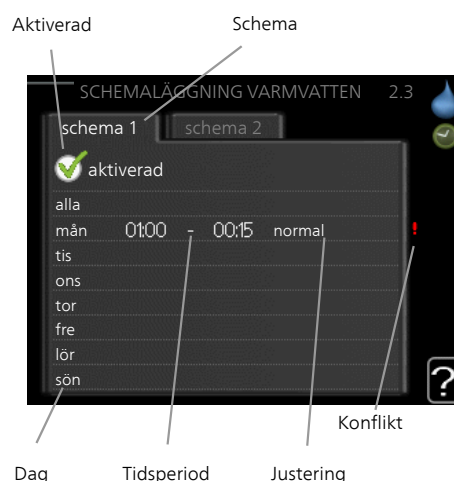 Aktiverad Schema
SCHEMALÄGGNING VARMVATTEN 2.3
schema 1 schema 2
aktiverad
alla
mån 01:00 - 00:15 normal !
tis
ons
tor
fre
lör
sön
?
Konflikt
Dag Tidsperiod Justering